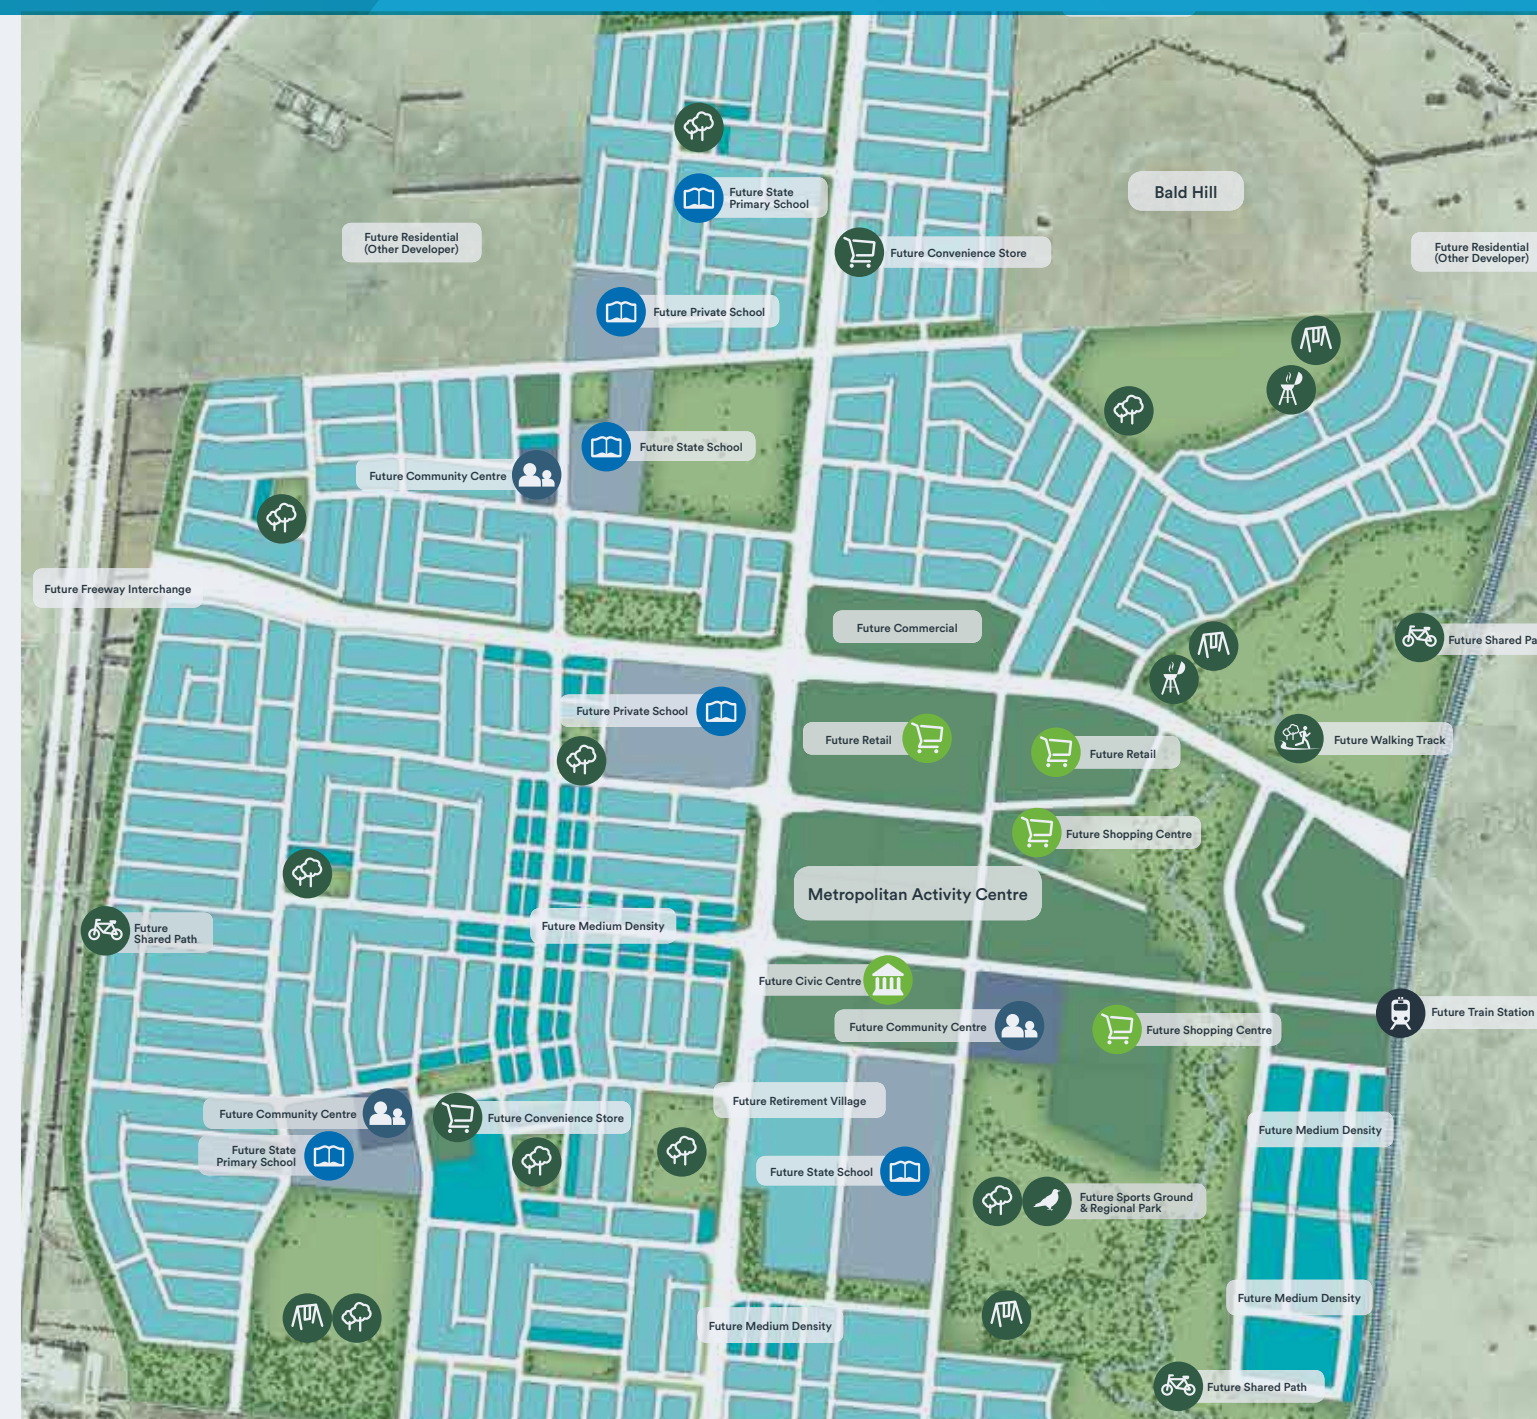 Future State
Primary School
Bald Hill
Future Residential
(Other Developer)
Future Convenience Store
Future Residential
(Other Developer)
Future Private School
Future State School
Future Community Centre
Future Freeway Interchange
Future Commercial
Future Shared Pa
Future Private School
Future Retail
Future Retail
Future Walking Track
Future Shopping Centre
Metropolitan Activity Centre
Future
Shared Path
Future Medium Density
Future Civic Centre
Future Community Centre
Future Shopping Centre
Future Train Station
Future Retirement Village
Future Community Centre
Future Convenience Store
Future Medium Density
Future State
Primary School
Future State School
Future Sports Ground
& Regional Park
Future Medium Density
Future Medium Density
Future Shared Path